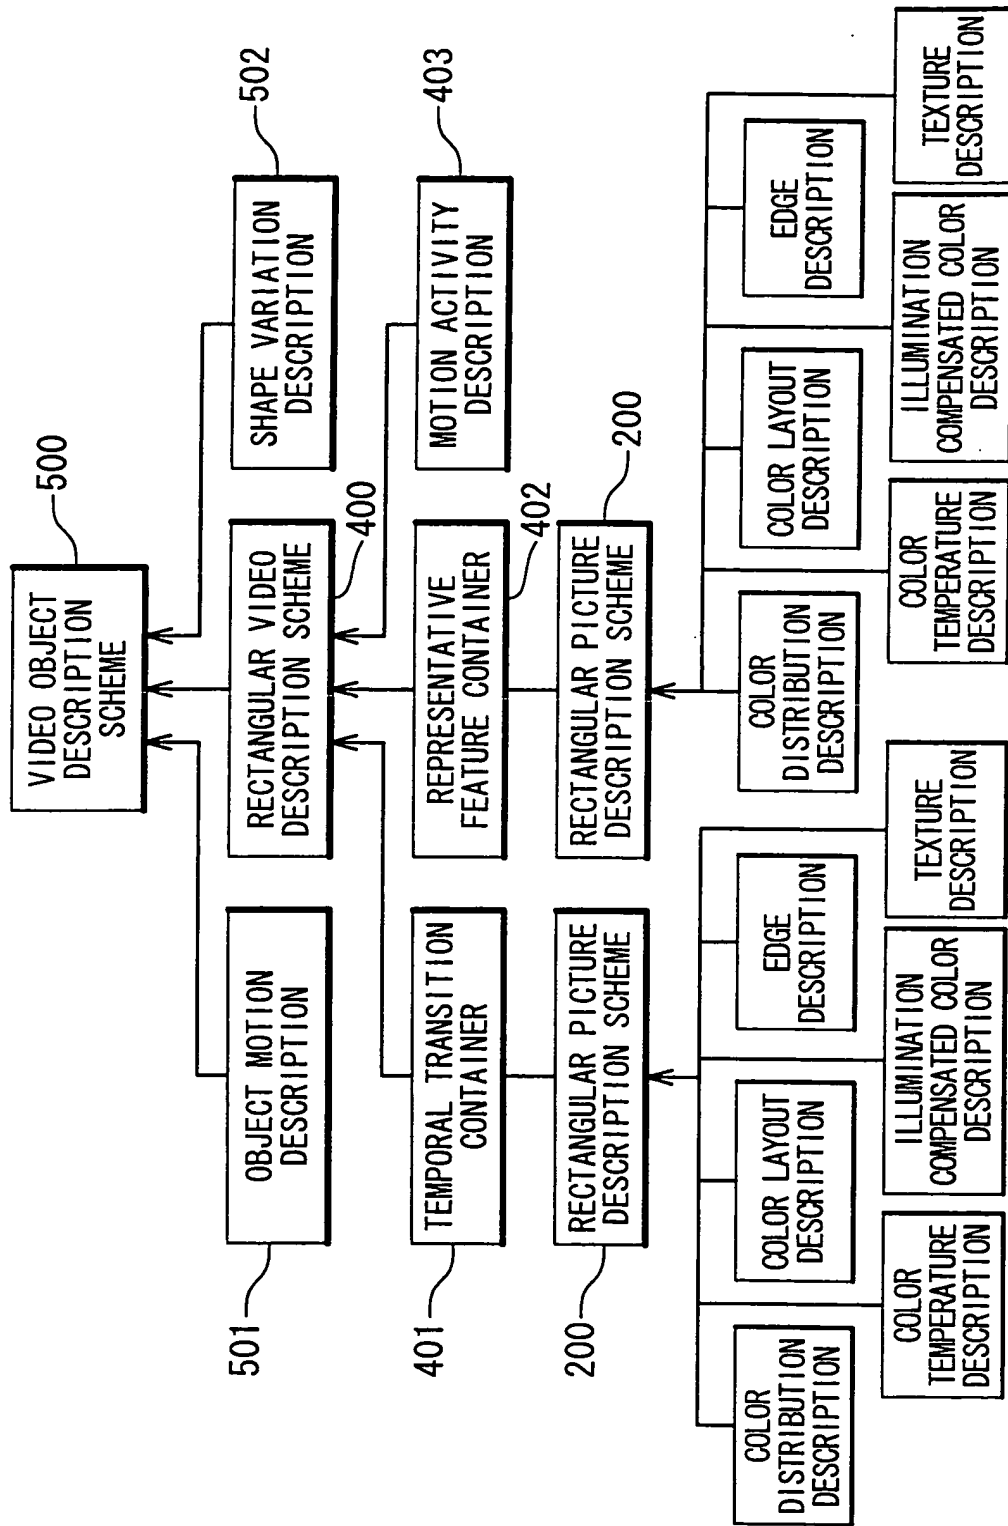 500
VIDEO OBJECT
DESCRIPTION
SCHEME
501
OBJECT MOTION
DESCRIPTION
RECTANGULAR VIDEO
DESCRIPTION SCHEME
400
SHAPE VARIATION
DESCRIPTION
502
401
TEMPORAL TRANSITION
CONTAINER
REPRESENTATIVE
FEATURE CONTAINER
402
MOTION ACTIVITY
DESCRIPTION
403
200
RECTANGULAR PICTURE
DESCRIPTION SCHEME
RECTANGULAR PICTURE
DESCRIPTION SCHEME
200
COLOR
DISTRIBUTION
DESCRIPTION
COLOR LAYOUT
DESCRIPTION
EDGE
DESCRIPTION
COLOR
DISTRIBUTION
DESCRIPTION
COLOR LAYOUT
DESCRIPTION
EDGE
DESCRIPTION
COLOR
TEMPERATURE
DESCRIPTION
ILLUMINATION
COMPENSATED COLOR
DESCRIPTION
TEXTURE
DESCRIPTION
COLOR
TEMPERATURE
DESCRIPTION
ILLUMINATION
COMPENSATED COLOR
DESCRIPTION
TEXTURE
DESCRIPTION